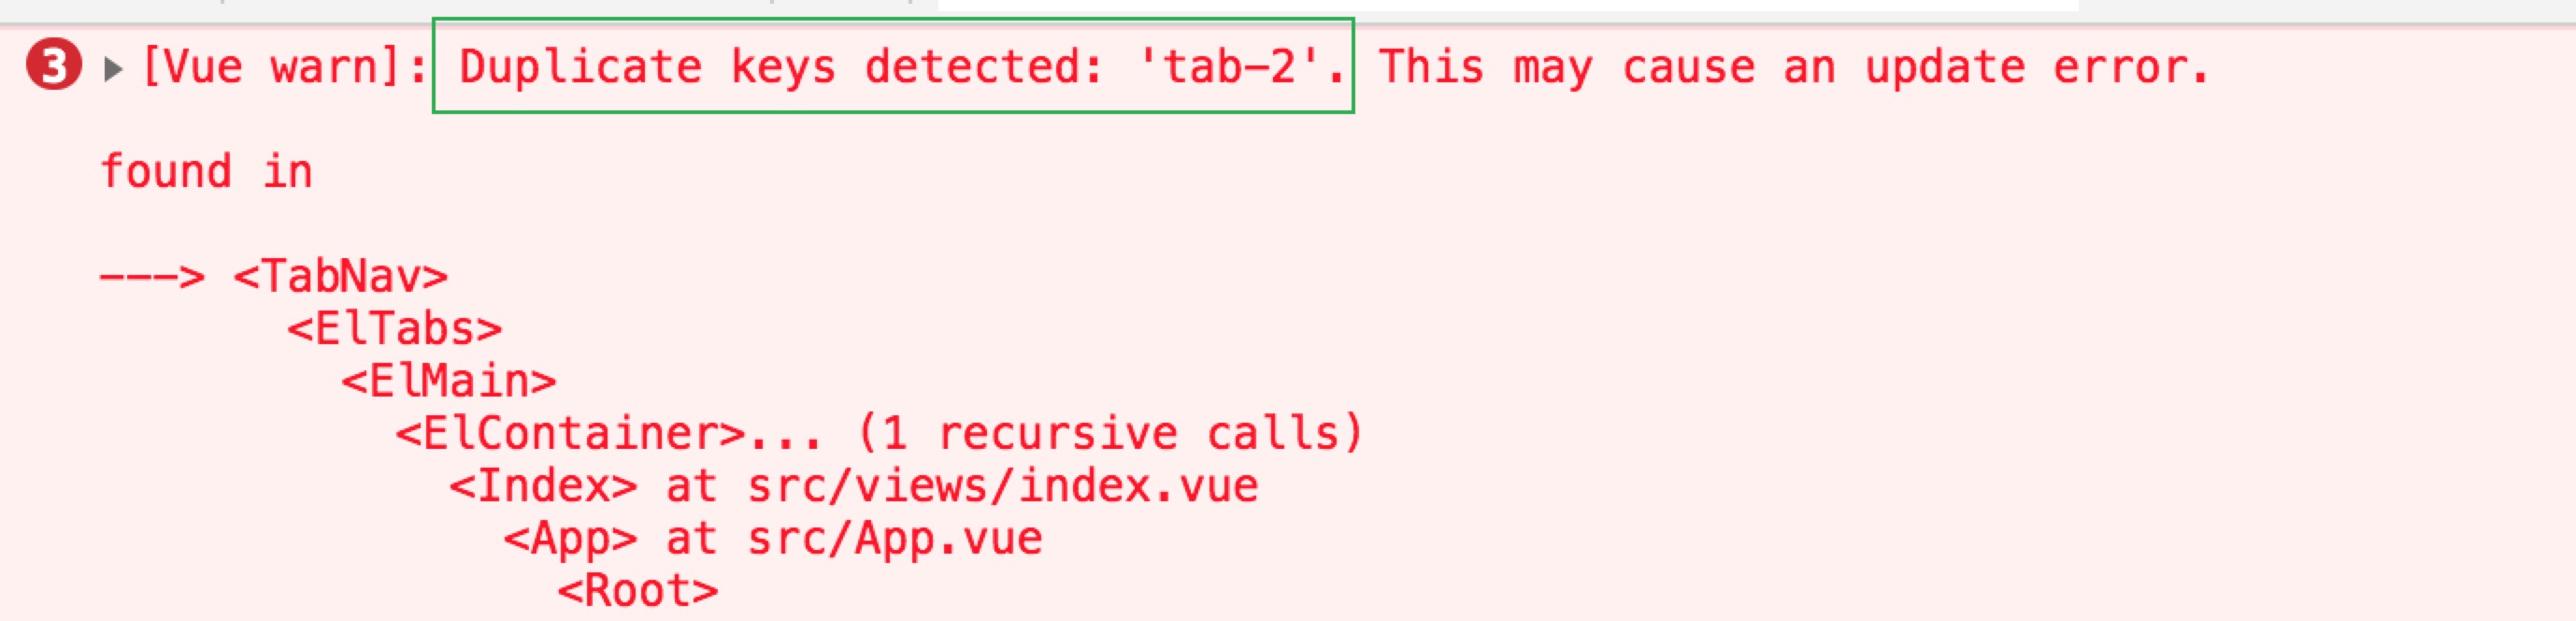 3 ▶ [Vue warn]: Duplicate keys detected: 'tab-2'. This may cause an update error.
found in
---> <TabNav>
<ElTabs>
<ElMain>
<ElContainer>... (1 recursive calls)
<Index> at src/views/index.vue
<App> at src/App.vue
<Root>